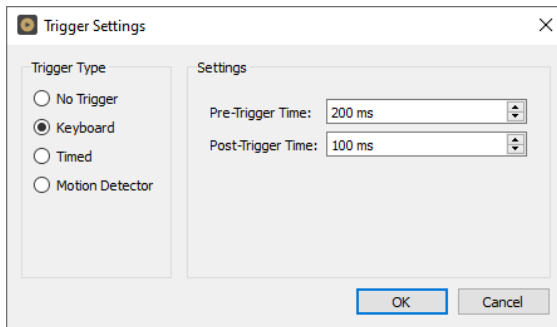 Trigger Settings
Trigger Type
No Trigger
Keyboard
Timed
Motion Detector
Settings
Pre-Trigger Time: 200 ms
Post-Trigger Time: 100 ms
OK Cancel